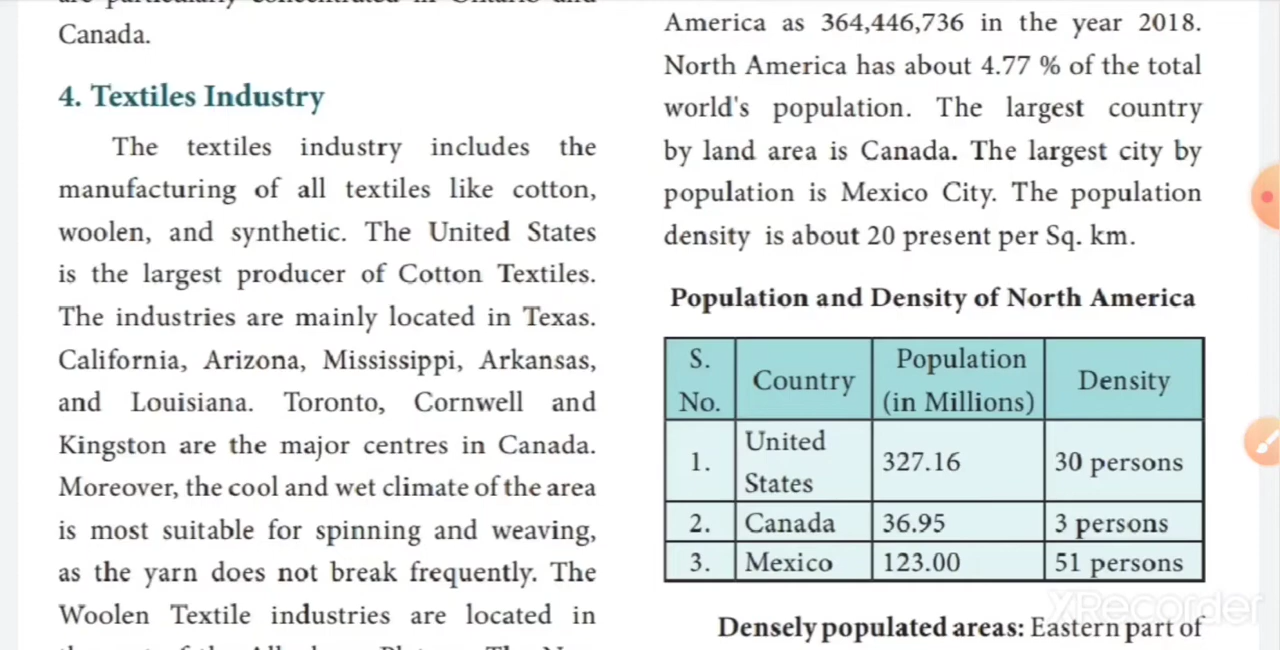 Canada.
4. Textiles Industry
The textiles industry includes the
manufacturing of all textiles like cotton,
woolen, and synthetic. The United States
is the largest producer of Cotton Textiles.
The industries are mainly located in Texas.
California, Arizona, Mississippi, Arkansas,
and Louisiana. Toronto, Cornwell and
Kingston are the major centres in Canada.
Moreover, the cool and wet climate of the area
is most suitable for spinning and weaving,
as the yarn does not break frequently. The
Woolen Textile industries are located in
America as 364,446,736 in the year 2018.
North America has about 4.77 % of the total
world's population. The largest country
by land area is Canada. The largest city by
population is Mexico City. The population
density is about 20 present per Sq. km.
Population and Density of North America
S. No. Country Population (in Millions) Density
1. United States 327.16 30 persons
2. Canada 36.95 3 persons
3. Mexico 123.00 51 persons
Densely populated areas: Eastern part of
XRecorder